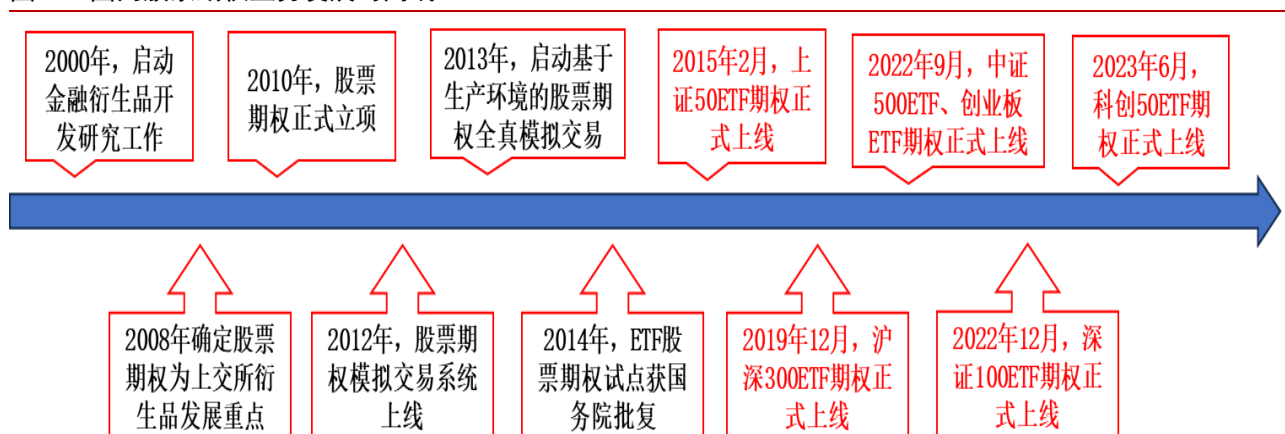 2000年，启动
金融衍生品开
发研究工作
2010年，股票
期权正式立项
2013年，启动基于
生产环境的股票期
权全真模拟交易
2015年2月，上
证50ETF期权正
式上线
2022年9月，中证
500ETF、创业板
ETF期权正式上线
2023年6月，
科创50ETF期
权正式上线
2008年确定股票
期权为上交所衍
生品发展重点
2012年，股票期
权模拟交易系统
上线
2014年，ETF股
票期权试点获国
务院批复
2019年12月，沪
深300ETF期权正
式上线
2022年12月，深
证100ETF期权正
式上线